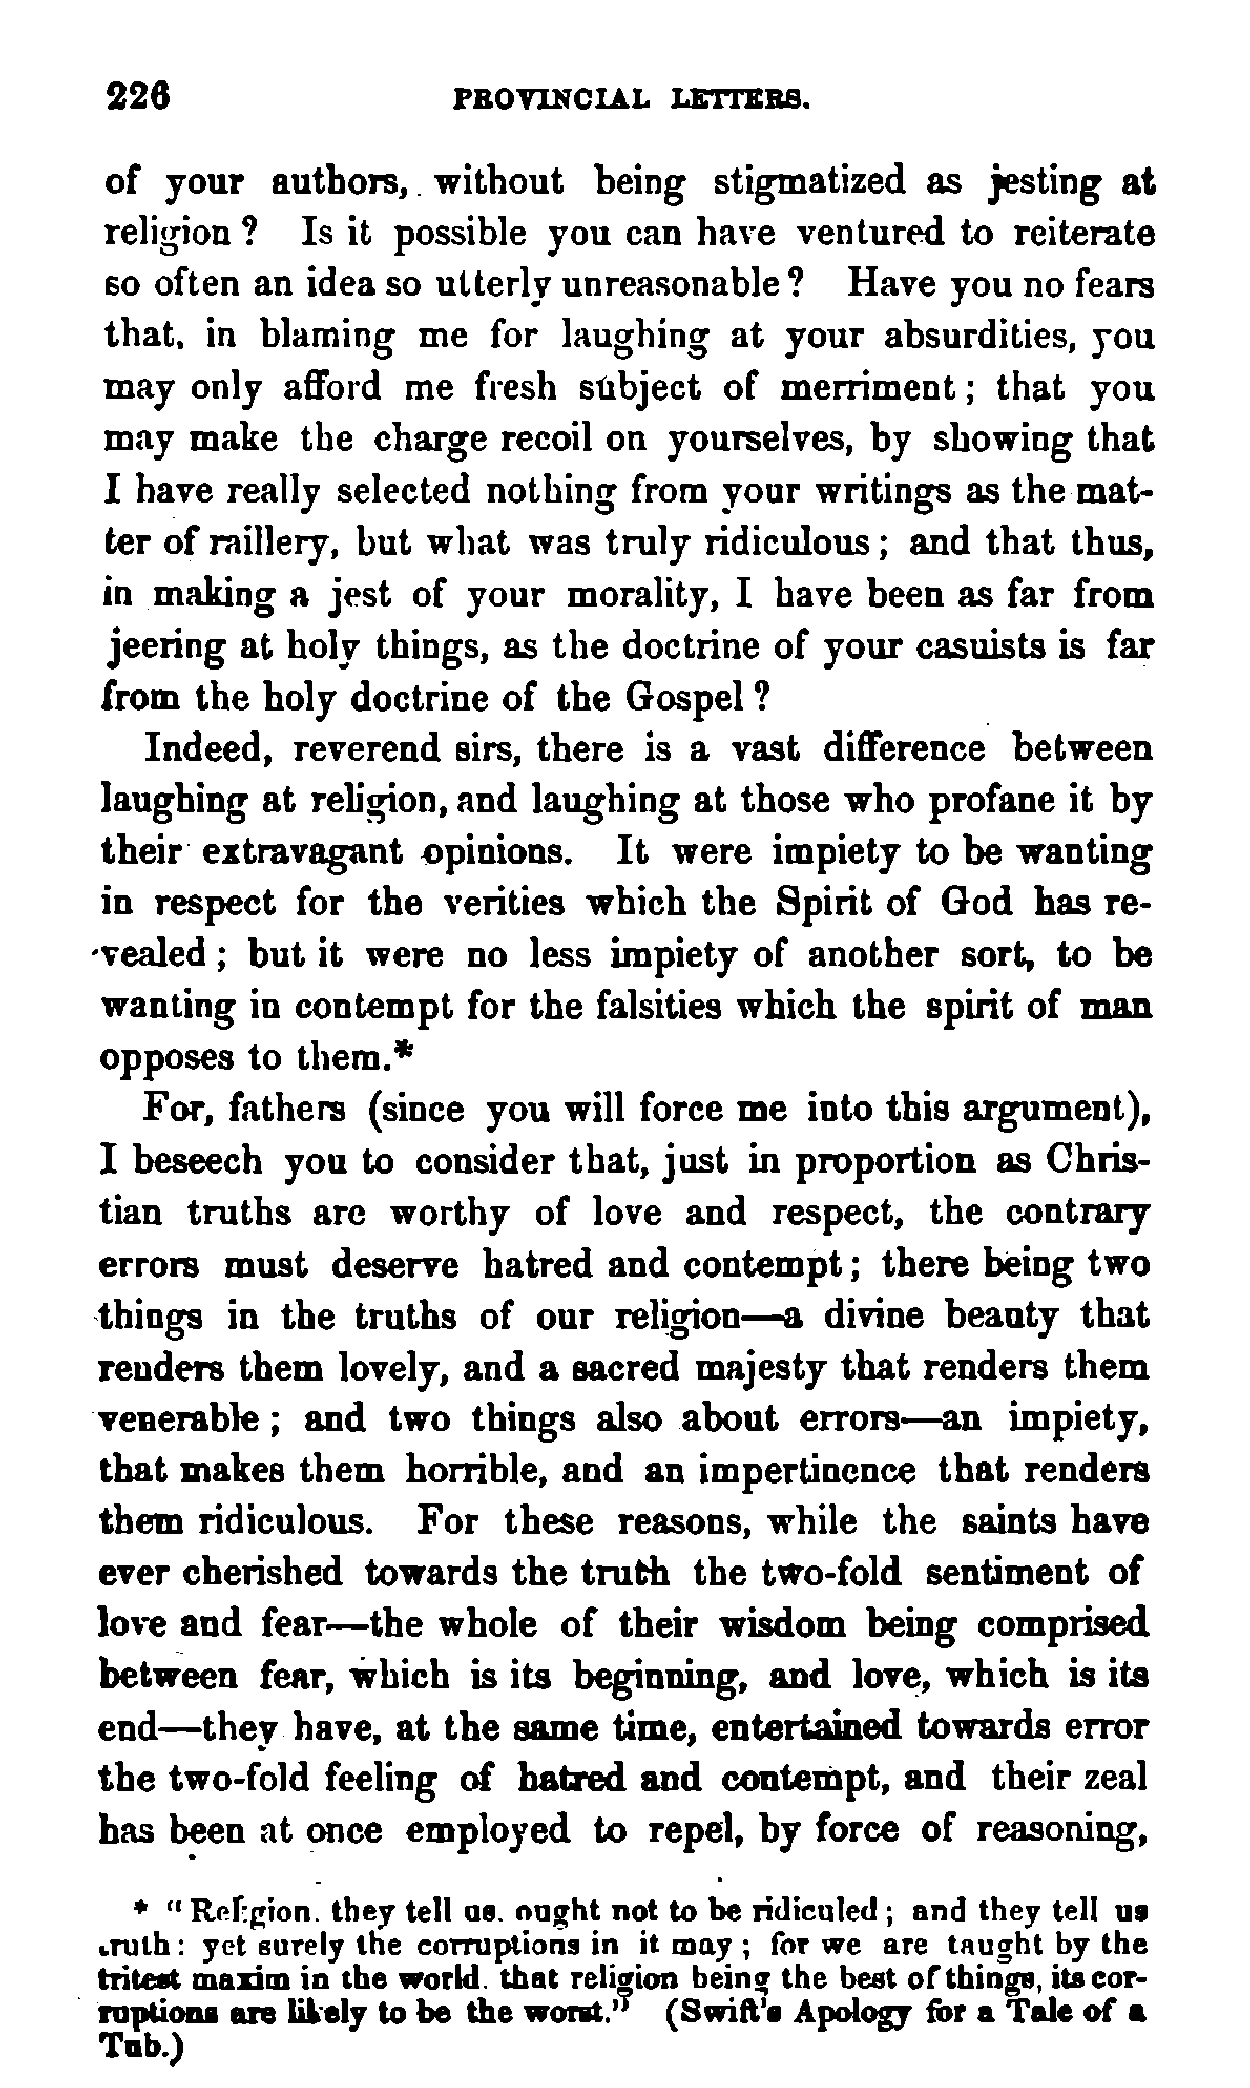 226 PROVINCIAL LETTERS.
of your authors, without being stigmatized as jesting at
religion? Is it possible you can have ventured to reiterate
so often an idea so utterly unreasonable? Have you no fears
that, in blaming me for laughing at your absurdities, you
may only afford me fresh subject of merriment; that you
may make the charge recoil on yourselves, by showing that
I have really selected nothing from your writings as the mat-
ter of raillery, but what was truly ridiculous; and that thus,
in making a jest of your morality, I have been as far from
jeering at holy things, as the doctrine of your casuists is far
from the holy doctrine of the Gospel?
Indeed, reverend sirs, there is a vast difference between
laughing at religion, and laughing at those who profane it by
their extravagant opinions. It were impiety to be wanting
in respect for the verities which the Spirit of God has re-
vealed; but it were no less impiety of another sort, to be
wanting in contempt for the falsities which the spirit of man
opposes to them.*
For, fathers (since you will force me into this argument),
I beseech you to consider that, just in proportion as Chris-
tian truths are worthy of love and respect, the contrary
errors must deserve hatred and contempt; there being two
things in the truths of our religion—a divine beauty that
renders them lovely, and a sacred majesty that renders them
venerable; and two things also about errors—an impiety,
that makes them horrible, and an impertinence that renders
them ridiculous. For these reasons, while the saints have
ever cherished towards the truth the two-fold sentiment of
love and fear—the whole of their wisdom being comprised
between fear, which is its beginning, and love, which is its
end—they have, at the same time, entertained towards error
the two-fold feeling of hatred and contempt, and their zeal
has been at once employed to repel, by force of reasoning,
* "Religion, they tell us, ought not to be ridiculed; and they tell us
truth: yet surely the corruptions in it may; for we are taught by the
tritest maxim in the world, that religion being the best of things, its cor-
ruptions are likely to be the worst." (Swift's Apology for a Tale of a
Tub.)